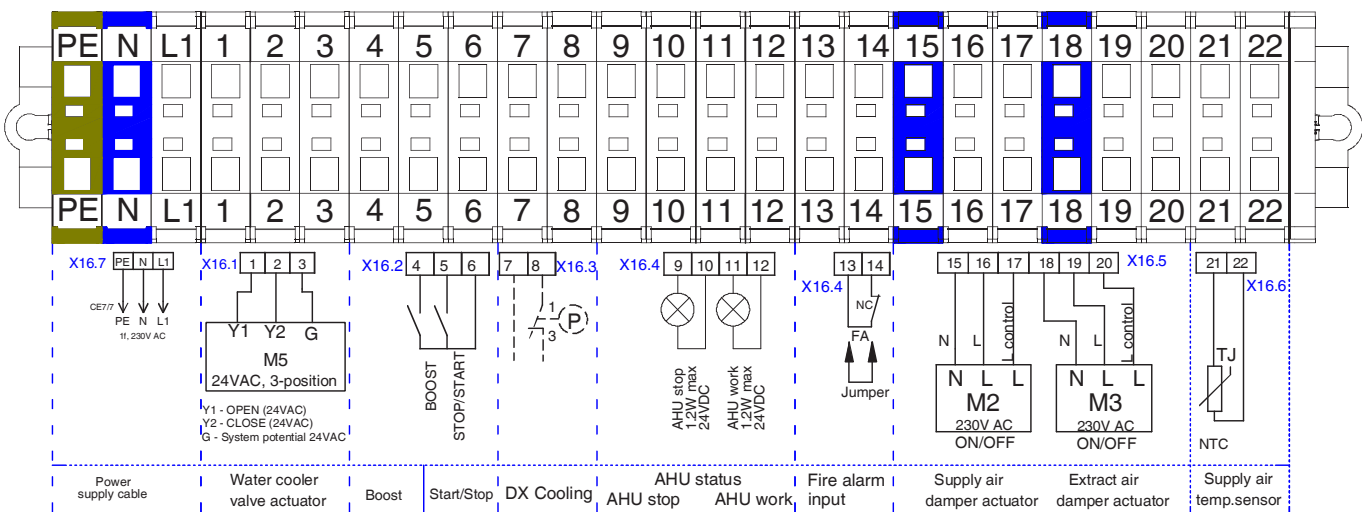 PE N L1 1 2 3 4 5 6 7 8 9 10 11 12 13 14 15 16 17 18 19 20 21 22
PE N L1 1 2 3 4 5 6 7 8 9 10 11 12 13 14 15 16 17 18 19 20 21 22
X16.7 PE N L1
CE7/7
PE N L1
1f, 230V AC
X16.1 1 2 3
Y1 Y2 G
M5
24VAC, 3-position
Y1 - OPEN (24VAC)
Y2 - CLOSE (24VAC)
G - System potential 24VAC
X16.2 4 5 6
BOOST
STOP/START
7 8 X16.3
1
3
P
X16.4 9 10 11 12
AHU stop
1.2W max
24VDC
AHU work
1.2W max
24VDC
13 14
X16.4
NC
FA
Jumper
15 16 17 18 19 20 X16.5
N L L control
N L L
M2
230V AC
ON/OFF
N L L control
N L L
M3
230V AC
ON/OFF
21 22
X16.6
TJ
NTC
Power
supply cable
Water cooler
valve actuator
Boost
Start/Stop
DX Cooling
AHU status
AHU stop AHU work
Fire alarm
input
Supply air
damper actuator
Extract air
damper actuator
Supply air
temp.sensor